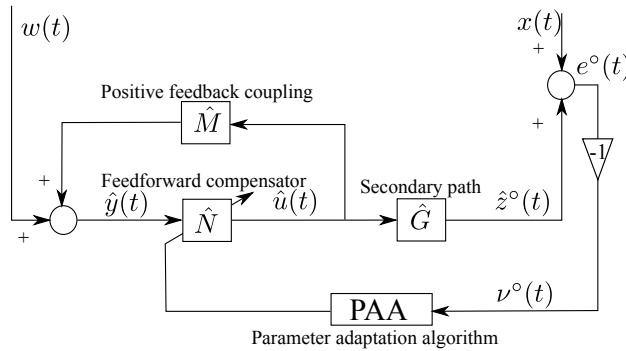 w(t)
x(t)
+
e°(t)
Positive feedback coupling
M̂
+
-1
+
Feedforward compensator
Secondary path
ŷ(t)
N̂
û(t)
Ĝ
ẑ°(t)
+
PAA
ν°(t)
Parameter adaptation algorithm